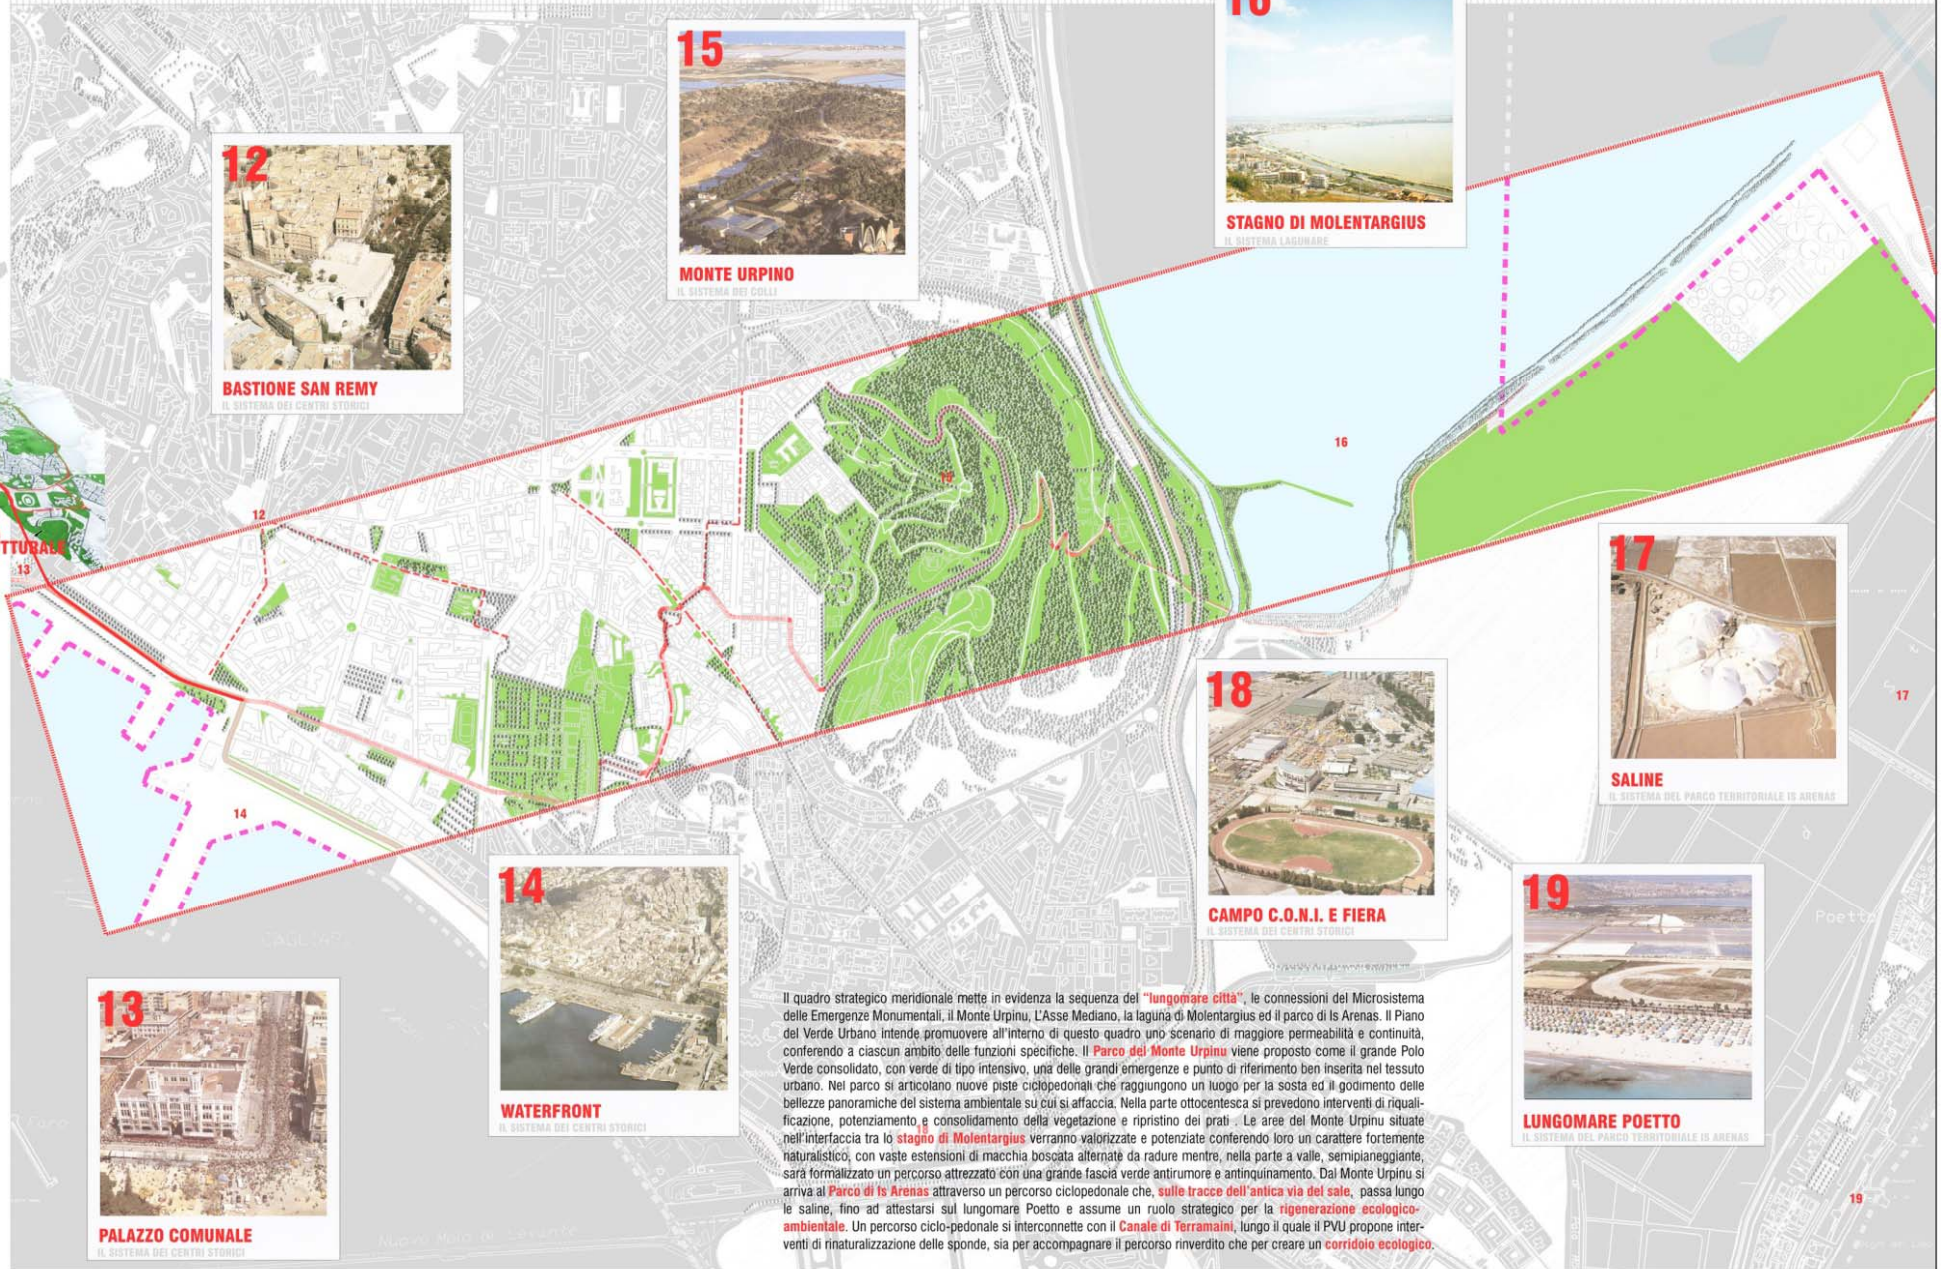 16
STAGNO DI MOLENTARGIUS
IL SISTEMA LAGUNARE
15
MONTE URPINO
IL SISTEMA DEI COLLI
12
BASTIONE SAN REMY
IL SISTEMA DEI CENTRI STORICI
16
15
12
TTURALE
13
14
17
SALINE
IL SISTEMA DEL PARCO TERRITORIALE IS ARENAS
17
18
CAMPO C.O.N.I. E FIERA
IL SISTEMA DEI CENTRI STORICI
14
WATERFRONT
IL SISTEMA DEI CENTRI STORICI
19
LUNGOMARE POETTO
IL SISTEMA DEL PARCO TERRITORIALE IS ARENAS
Poetto
CAGLIARI
13
PALAZZO COMUNALE
IL SISTEMA DEI CENTRI STORICI
Il quadro strategico meridionale mette in evidenza la sequenza del "lungomare città", le connessioni del Microsistema
delle Emergenze Monumentali, il Monte Urpinu, L'Asse Mediano, la laguna di Molentargius ed il parco di Is Arenas. Il Piano
del Verde Urbano intende promuovere all'interno di questo quadro uno scenario di maggiore permeabilità e continuità,
conferendo a ciascun ambito delle funzioni specifiche. Il Parco del Monte Urpinu viene proposto come il grande Polo
Verde consolidato, con verde di tipo intensivo, una delle grandi emergenze e punto di riferimento ben inserita nel tessuto
urbano. Nel parco si articolano nuove piste ciclopedonali che raggiungono un luogo per la sosta ed il godimento delle
bellezze panoramiche del sistema ambientale su cui si affaccia. Nella parte ottocentesca si prevedono interventi di riquali-
ficazione, potenziamento e consolidamento della vegetazione e ripristino dei prati . Le aree del Monte Urpinu situate
18
nell'interfaccia tra lo stagno di Molentargius verranno valorizzate e potenziate conferendo loro un carattere fortemente
naturalistico, con vaste estensioni di macchia boscata alternate da radure mentre, nella parte a valle, semipianeggiante,
sarà formalizzato un percorso attrezzato con una grande fascia verde antirumore e antinquinamento. Dal Monte Urpinu si
arriva al Parco di Is Arenas attraverso un percorso ciclopedonale che, sulle tracce dell'antica via del sale, passa lungo
le saline, fino ad attestarsi sul lungomare Poetto e assume un ruolo strategico per la rigenerazione ecologico-
ambientale. Un percorso ciclo-pedonale si interconnette con il Canale di Terramaini, lungo il quale il PVU propone inter-
venti di rinaturalizzazione delle sponde, sia per accompagnare il percorso rinverdito che per creare un corridoio ecologico.
19
Nuovo Molo di Levante